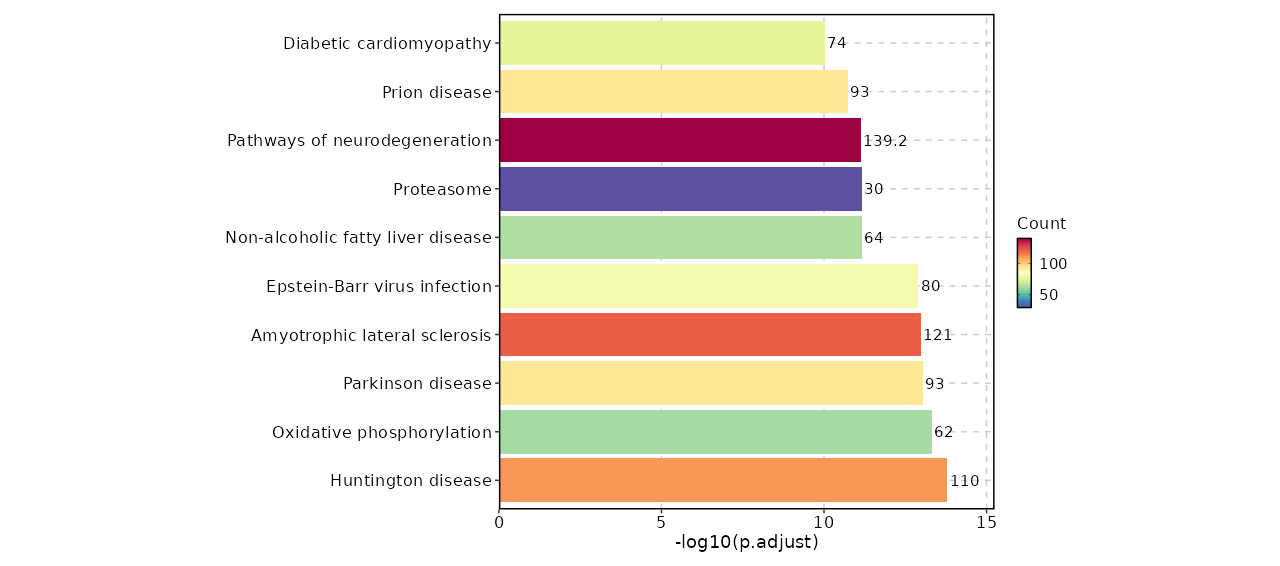 Diabetic cardiomyopathy 74
Prion disease 93
Pathways of neurodegeneration 139.2
Proteasome 30
Non-alcoholic fatty liver disease 64
Epstein-Barr virus infection 80
Amyotrophic lateral sclerosis 121
Parkinson disease 93
Oxidative phosphorylation 62
Huntington disease 110
0 5 10 15
-log10(p.adjust)
Count
100
50